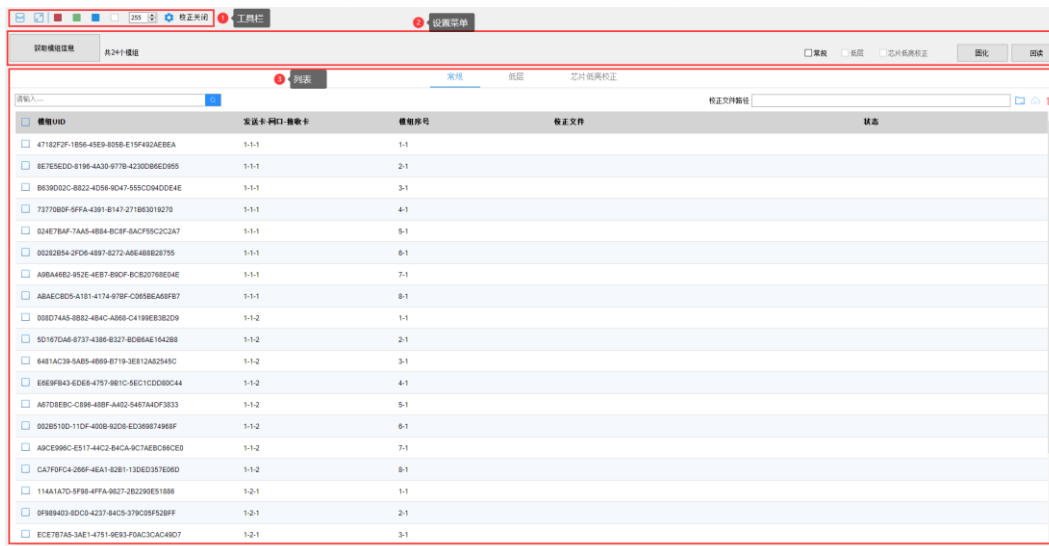 255 校正关闭 1 工具栏 2 设置菜单
获取模组信息 共24个模组 常规 低层 芯片低亮校正 固化 回读
3 列表 常规 低层 芯片低亮校正
请输入... 校正文件路径
模组UID 发送卡-网口-接收卡 模组序号 校正文件 状态
47182F2F-1B56-45E9-805B-E15F492AEBEA 1-1-1 1-1
8E7E5EDD-8196-4A30-977B-4230DB6ED955 1-1-1 2-1
B639D02C-B822-4D56-9D47-555CD94DDE4E 1-1-1 3-1
73770B0F-5FFA-4391-B147-271B63019270 1-1-1 4-1
024E7BAF-7AA5-4B84-BC8F-8ACF55C2C2A7 1-1-1 5-1
00282B54-2FD6-4897-8272-A6E4B8B28755 1-1-1 6-1
A9BA46B2-952E-4EB7-B9DF-BCB20768E04E 1-1-1 7-1
ABAECBD5-A181-4174-97BF-C065BEA68FB7 1-1-1 8-1
008D74A5-8B82-4B4C-A868-C4199EB3B2D9 1-1-2 1-1
5D167DA6-8737-4386-B327-BDB6AE1642B8 1-1-2 2-1
6481AC39-5AB5-4B69-B719-3E812A82545C 1-1-2 3-1
E6E9FB43-EDE6-4757-9B1C-5EC1CDD80C44 1-1-2 4-1
A67D8EBC-C896-48BF-A402-5467A4DF3833 1-1-2 5-1
002B510D-11DF-400B-92D8-ED369874968F 1-1-2 6-1
A9CE996C-E517-44C2-B4CA-9C7AEBC66CE0 1-1-2 7-1
CA7F0FC4-266F-4EA1-82B1-13DED357E06D 1-1-2 8-1
114A1A7D-5F98-4FFA-9827-2B2290E51886 1-2-1 1-1
0F989403-8DC0-4237-84C5-379C05F52BFF 1-2-1 2-1
ECE7B7A5-3AE1-4751-9E93-F0AC3CAC49D7 1-2-1 3-1